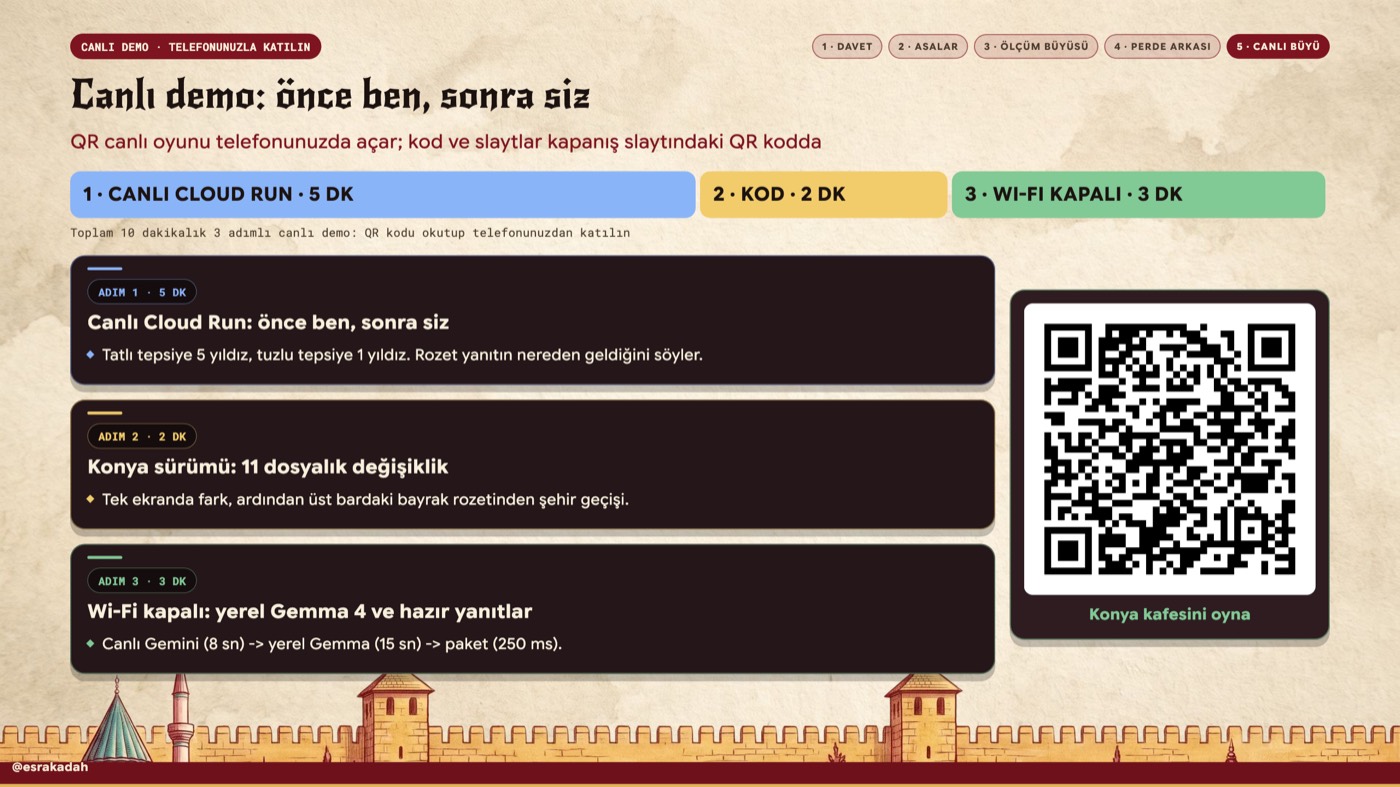 CANLI DEMO · TELEFONUNUZLA KATILIN
1 · DAVET
2 · ASALAR
3 · ÖLÇÜM BÜYÜSÜ
4 · PERDE ARKASI
5 · CANLI BÜYÜ
Canlı demo: önce ben, sonra siz
QR canlı oyunu telefonunuzda açar; kod ve slaytlar kapanış slaytındaki QR kodda
1 · CANLI CLOUD RUN · 5 DK
2 · KOD · 2 DK
3 · WI-FI KAPALI · 3 DK
Toplam 10 dakikalık 3 adımlı canlı demo: QR kodu okutup telefonunuzdan katılın
ADIM 1 · 5 DK
Canlı Cloud Run: önce ben, sonra siz
Tatlı tepsiye 5 yıldız, tuzlu tepsiye 1 yıldız. Rozet yanıtın nereden geldiğini söyler.
ADIM 2 · 2 DK
Konya sürümü: 11 dosyalık değişiklik
Tek ekranda fark, ardından üst bardaki bayrak rozetinden şehir geçişi.
ADIM 3 · 3 DK
Wi-Fi kapalı: yerel Gemma 4 ve hazır yanıtlar
Canlı Gemini (8 sn) -> yerel Gemma (15 sn) -> paket (250 ms).
Konya kafesini oyna
@esrakadah